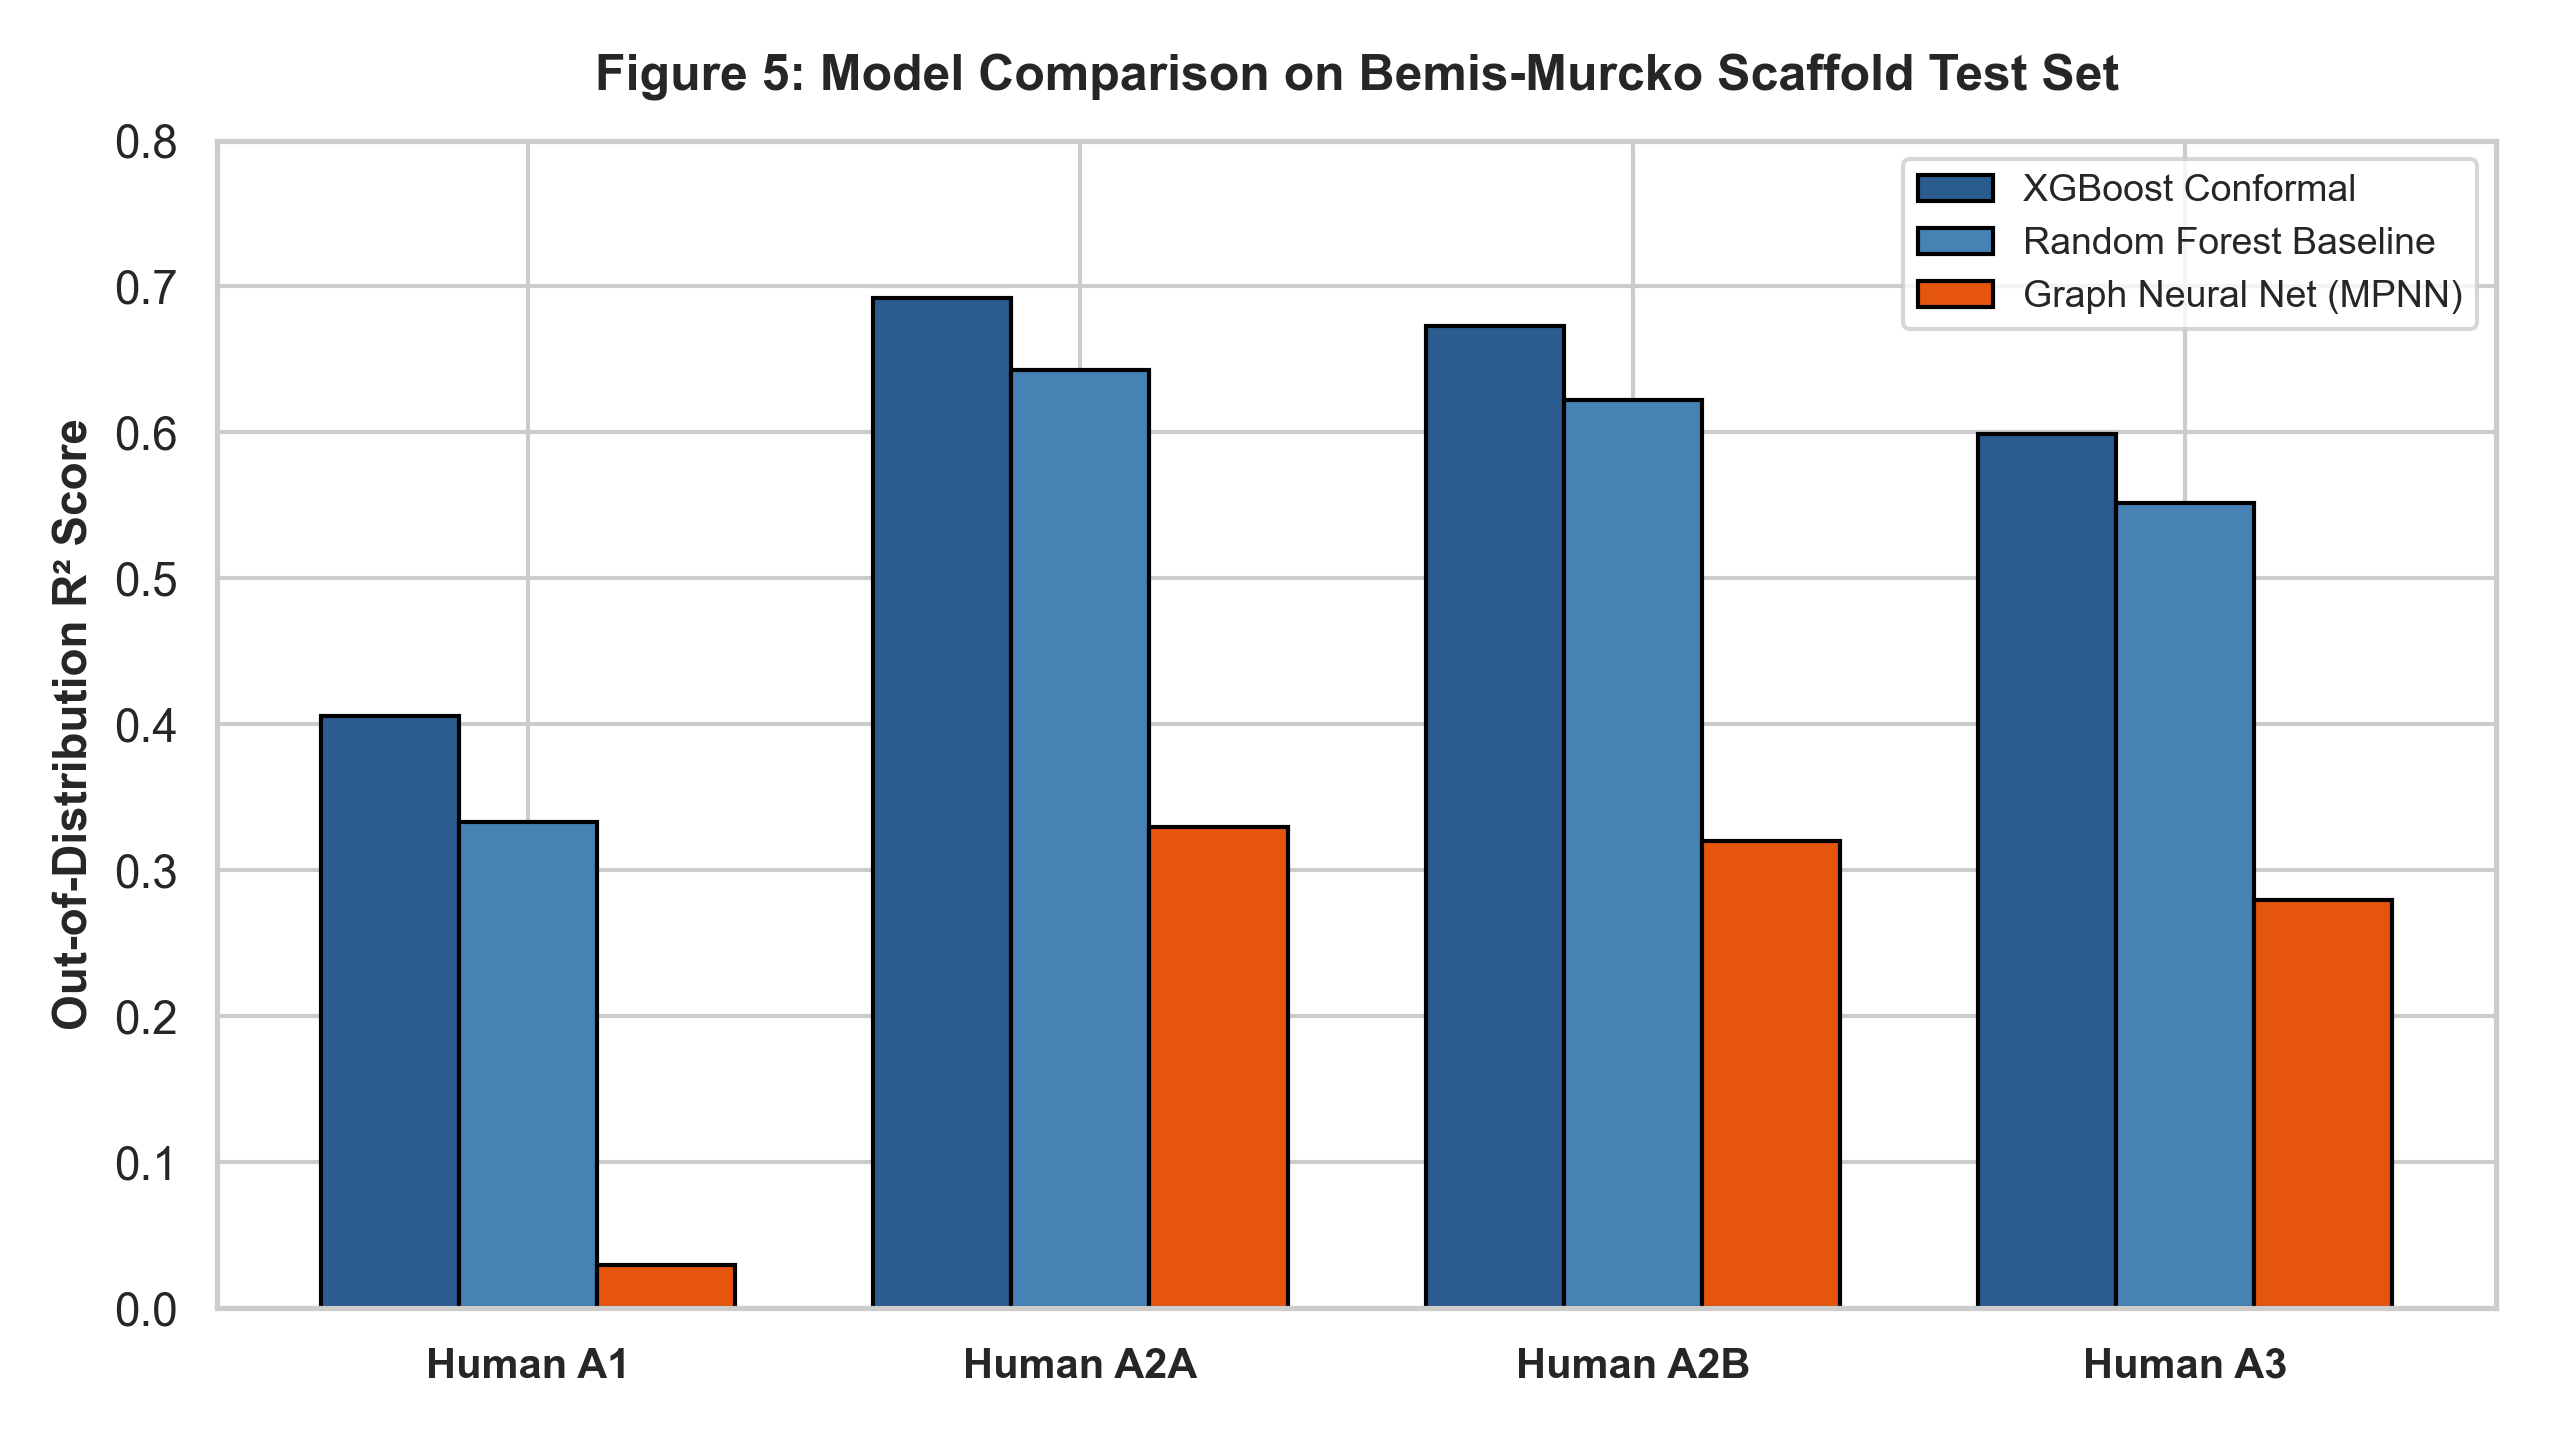 Figure 5: Model Comparison on Bemis-Murcko Scaffold Test Set
XGBoost Conformal
Random Forest Baseline
Graph Neural Net (MPNN)
Out-of-Distribution R² Score
0.8
0.7
0.6
0.5
0.4
0.3
0.2
0.1
0.0
Human A1
Human A2A
Human A2B
Human A3